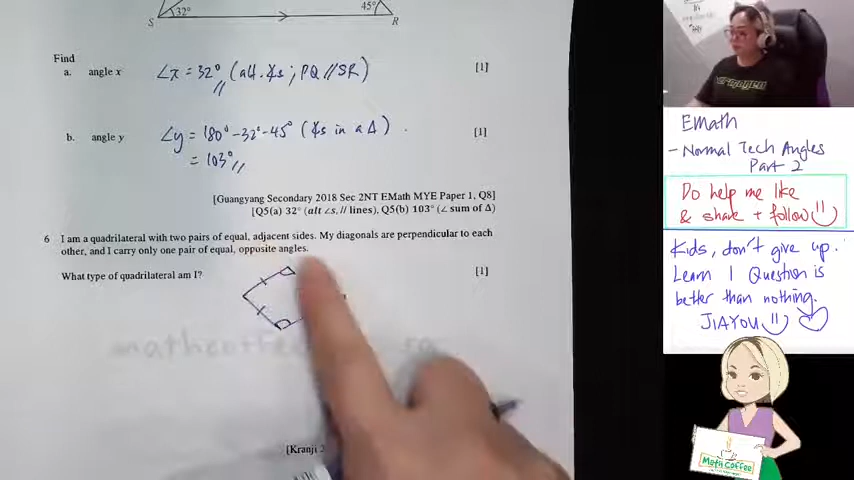 S
32°
45°
R
Find
a. angle x ∠x = 32° (alt. ∠s ; PQ // SR) [1]
b. angle y ∠y = 180° - 32° - 45° (∠s in a Δ) [1]
= 103°
[Guangyang Secondary 2018 Sec 2NT EMath MYE Paper 1, Q8]
[Q5(a) 32° (alt ∠s, // lines), Q5(b) 103° (∠ sum of Δ)
6 I am a quadrilateral with two pairs of equal, adjacent sides. My diagonals are perpendicular to each
other, and I carry only one pair of equal, opposite angles.
What type of quadrilateral am I? [1]
[Kranji 2
EMath
- Normal Tech Angles
Part 2
Do help me like
& share + follow
Kids, don't give up.
Learn 1 Question is
better than nothing.
JIAYOU
Math Coffee